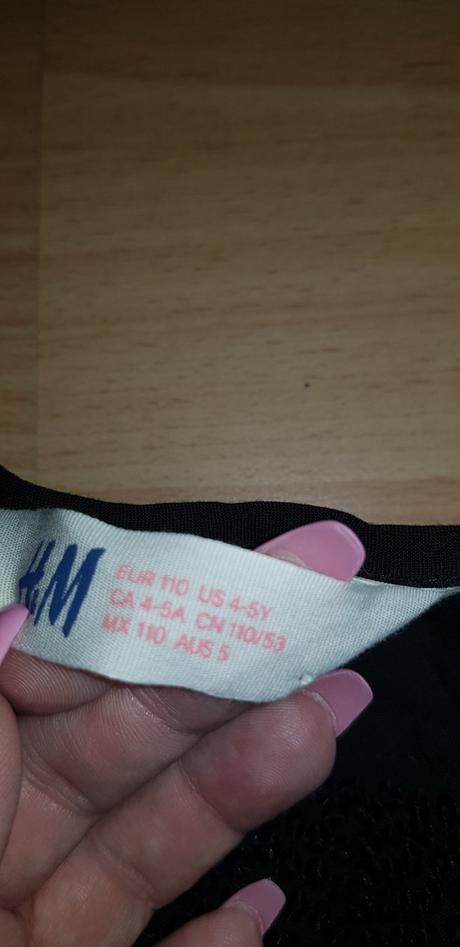 H&M
EUR 110 US 4-5Y
CA 4-5A CN 110/53
MX 110 AUS 5